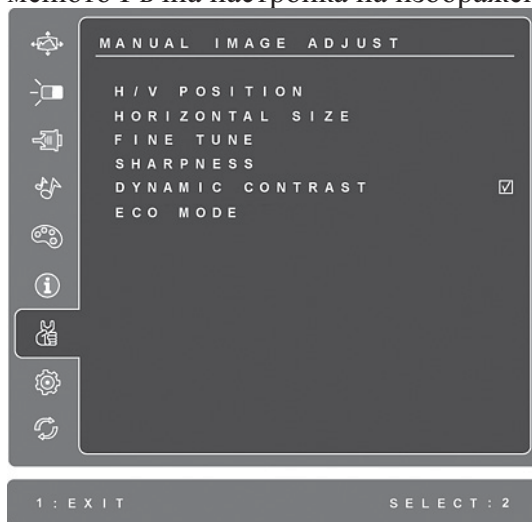 MANUAL IMAGE ADJUST
H/V POSITION
HORIZONTAL SIZE
FINE TUNE
SHARPNESS
DYNAMIC CONTRAST ☑
ECO MODE
1:EXIT SELECT:2